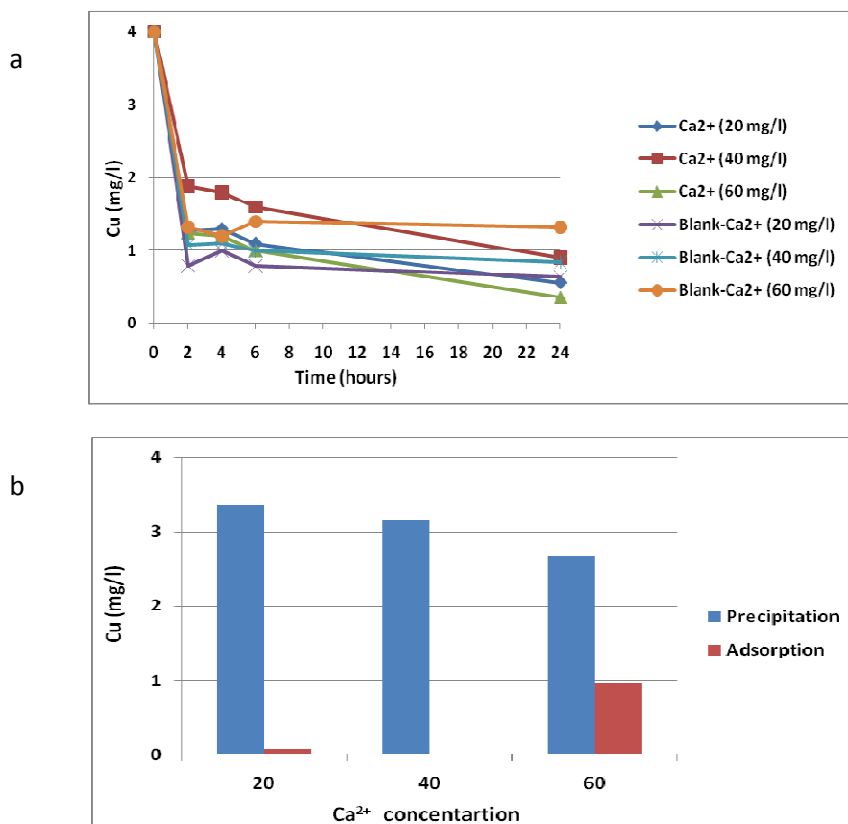 a
4
3
2
1
0
Cu (mg/l)
0 2 4 6 8 10 12 14 16 18 20 22 24
Time (hours)
Ca2+ (20 mg/l)
Ca2+ (40 mg/l)
Ca2+ (60 mg/l)
Blank-Ca2+ (20 mg/l)
Blank-Ca2+ (40 mg/l)
Blank-Ca2+ (60 mg/l)
b
4
3
2
1
0
Cu (mg/l)
20 40 60
Ca²⁺ concentartion
Precipitation
Adsorption